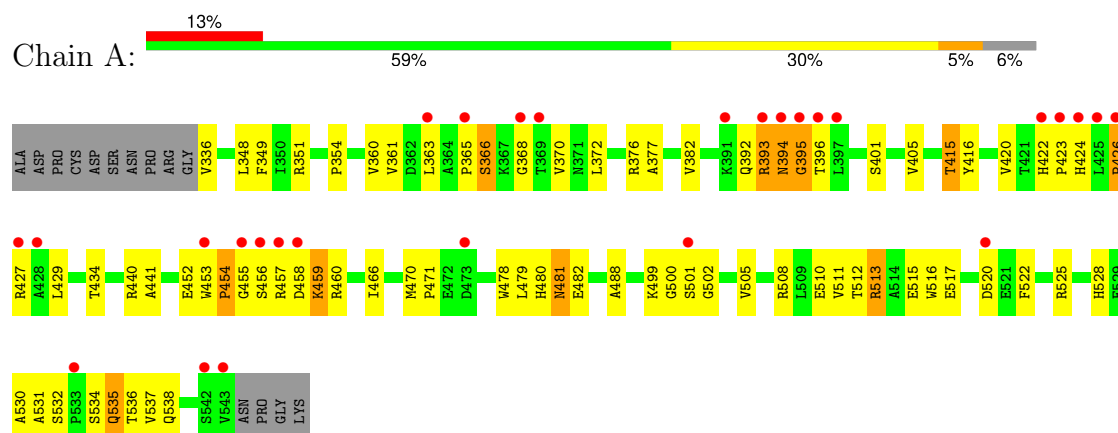 13%
Chain A:
59% 30% 5% 6%
ALA ASP PRO CYS ASP SER ASN PRO ARG GLY V336 L348 F349 I350 R351 P354 V360 V361 D362 L363 A364 P365 S366 K367 G368 T369 V370 N371 L372 R376 A377 V382 K391 Q392 R393 N394 G395 T396 L397 S401 V405 T415 Y416 V420 T421 H422 P423 H424 L425 P426
R427 A428 L429 T434 R440 A441 E452 W453 P454 G455 S456 R457 D458 K459 R460 I466 M470 P471 E472 D473 W478 L479 H480 N481 E482 A488 K499 G500 S501 G502 V505 R508 L509 E510 V511 T512 R513 A514 E515 W516 E517 D520 E521 F522 R525 H528 F529
A530 A531 S532 P533 S534 Q535 T536 V537 Q538 S542 V543 ASN PRO GLY LYS